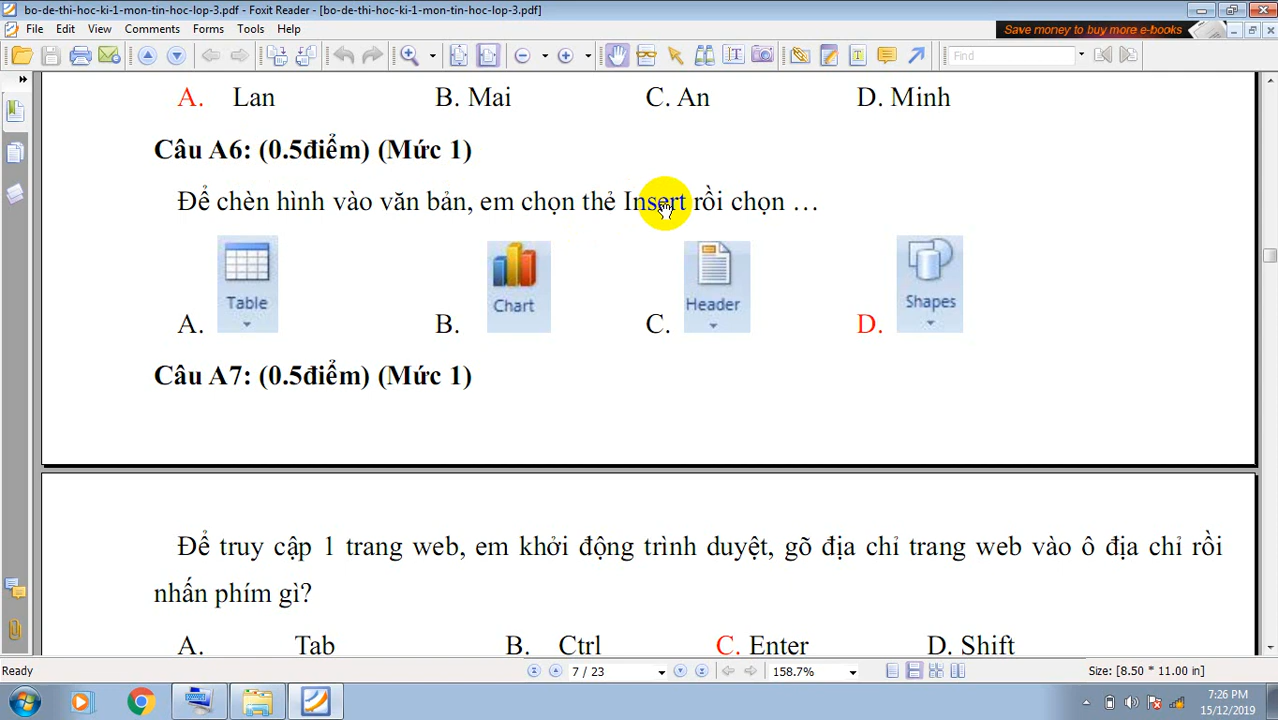 bo-de-thi-hoc-ki-1-mon-tin-hoc-lop-3.pdf - Foxit Reader - [bo-de-thi-hoc-ki-1-mon-tin-hoc-lop-3.pdf]
File Edit View Comments Forms Tools Help
Save money to buy more e-books
Find
A. Lan B. Mai C. An D. Minh
Câu A6: (0.5điểm) (Mức 1)
Để chèn hình vào văn bản, em chọn thẻ Insert rồi chọn …
A. Table B. Chart C. Header D. Shapes
Câu A7: (0.5điểm) (Mức 1)
Để truy cập 1 trang web, em khởi động trình duyệt, gõ địa chỉ trang web vào ô địa chỉ rồi
nhấn phím gì?
A. Tab B. Ctrl C. Enter D. Shift
Ready 7 / 23 158.7% Size: [8.50 * 11.00 in]
7:26 PM
15/12/2019